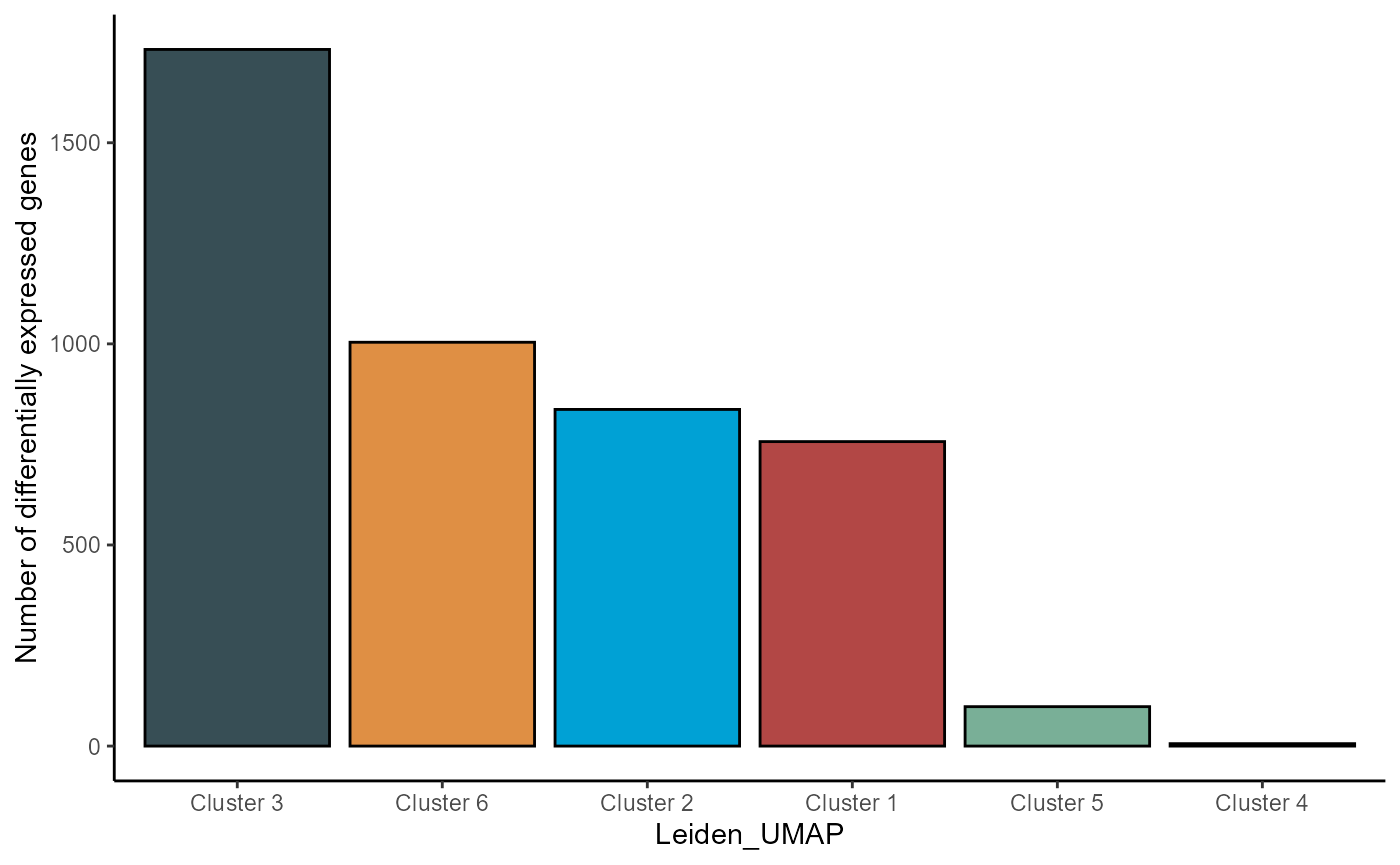 Number of differentially expressed genes
1500
1000
500
0
Cluster 3
Cluster 6
Cluster 2
Cluster 1
Cluster 5
Cluster 4
Leiden_UMAP